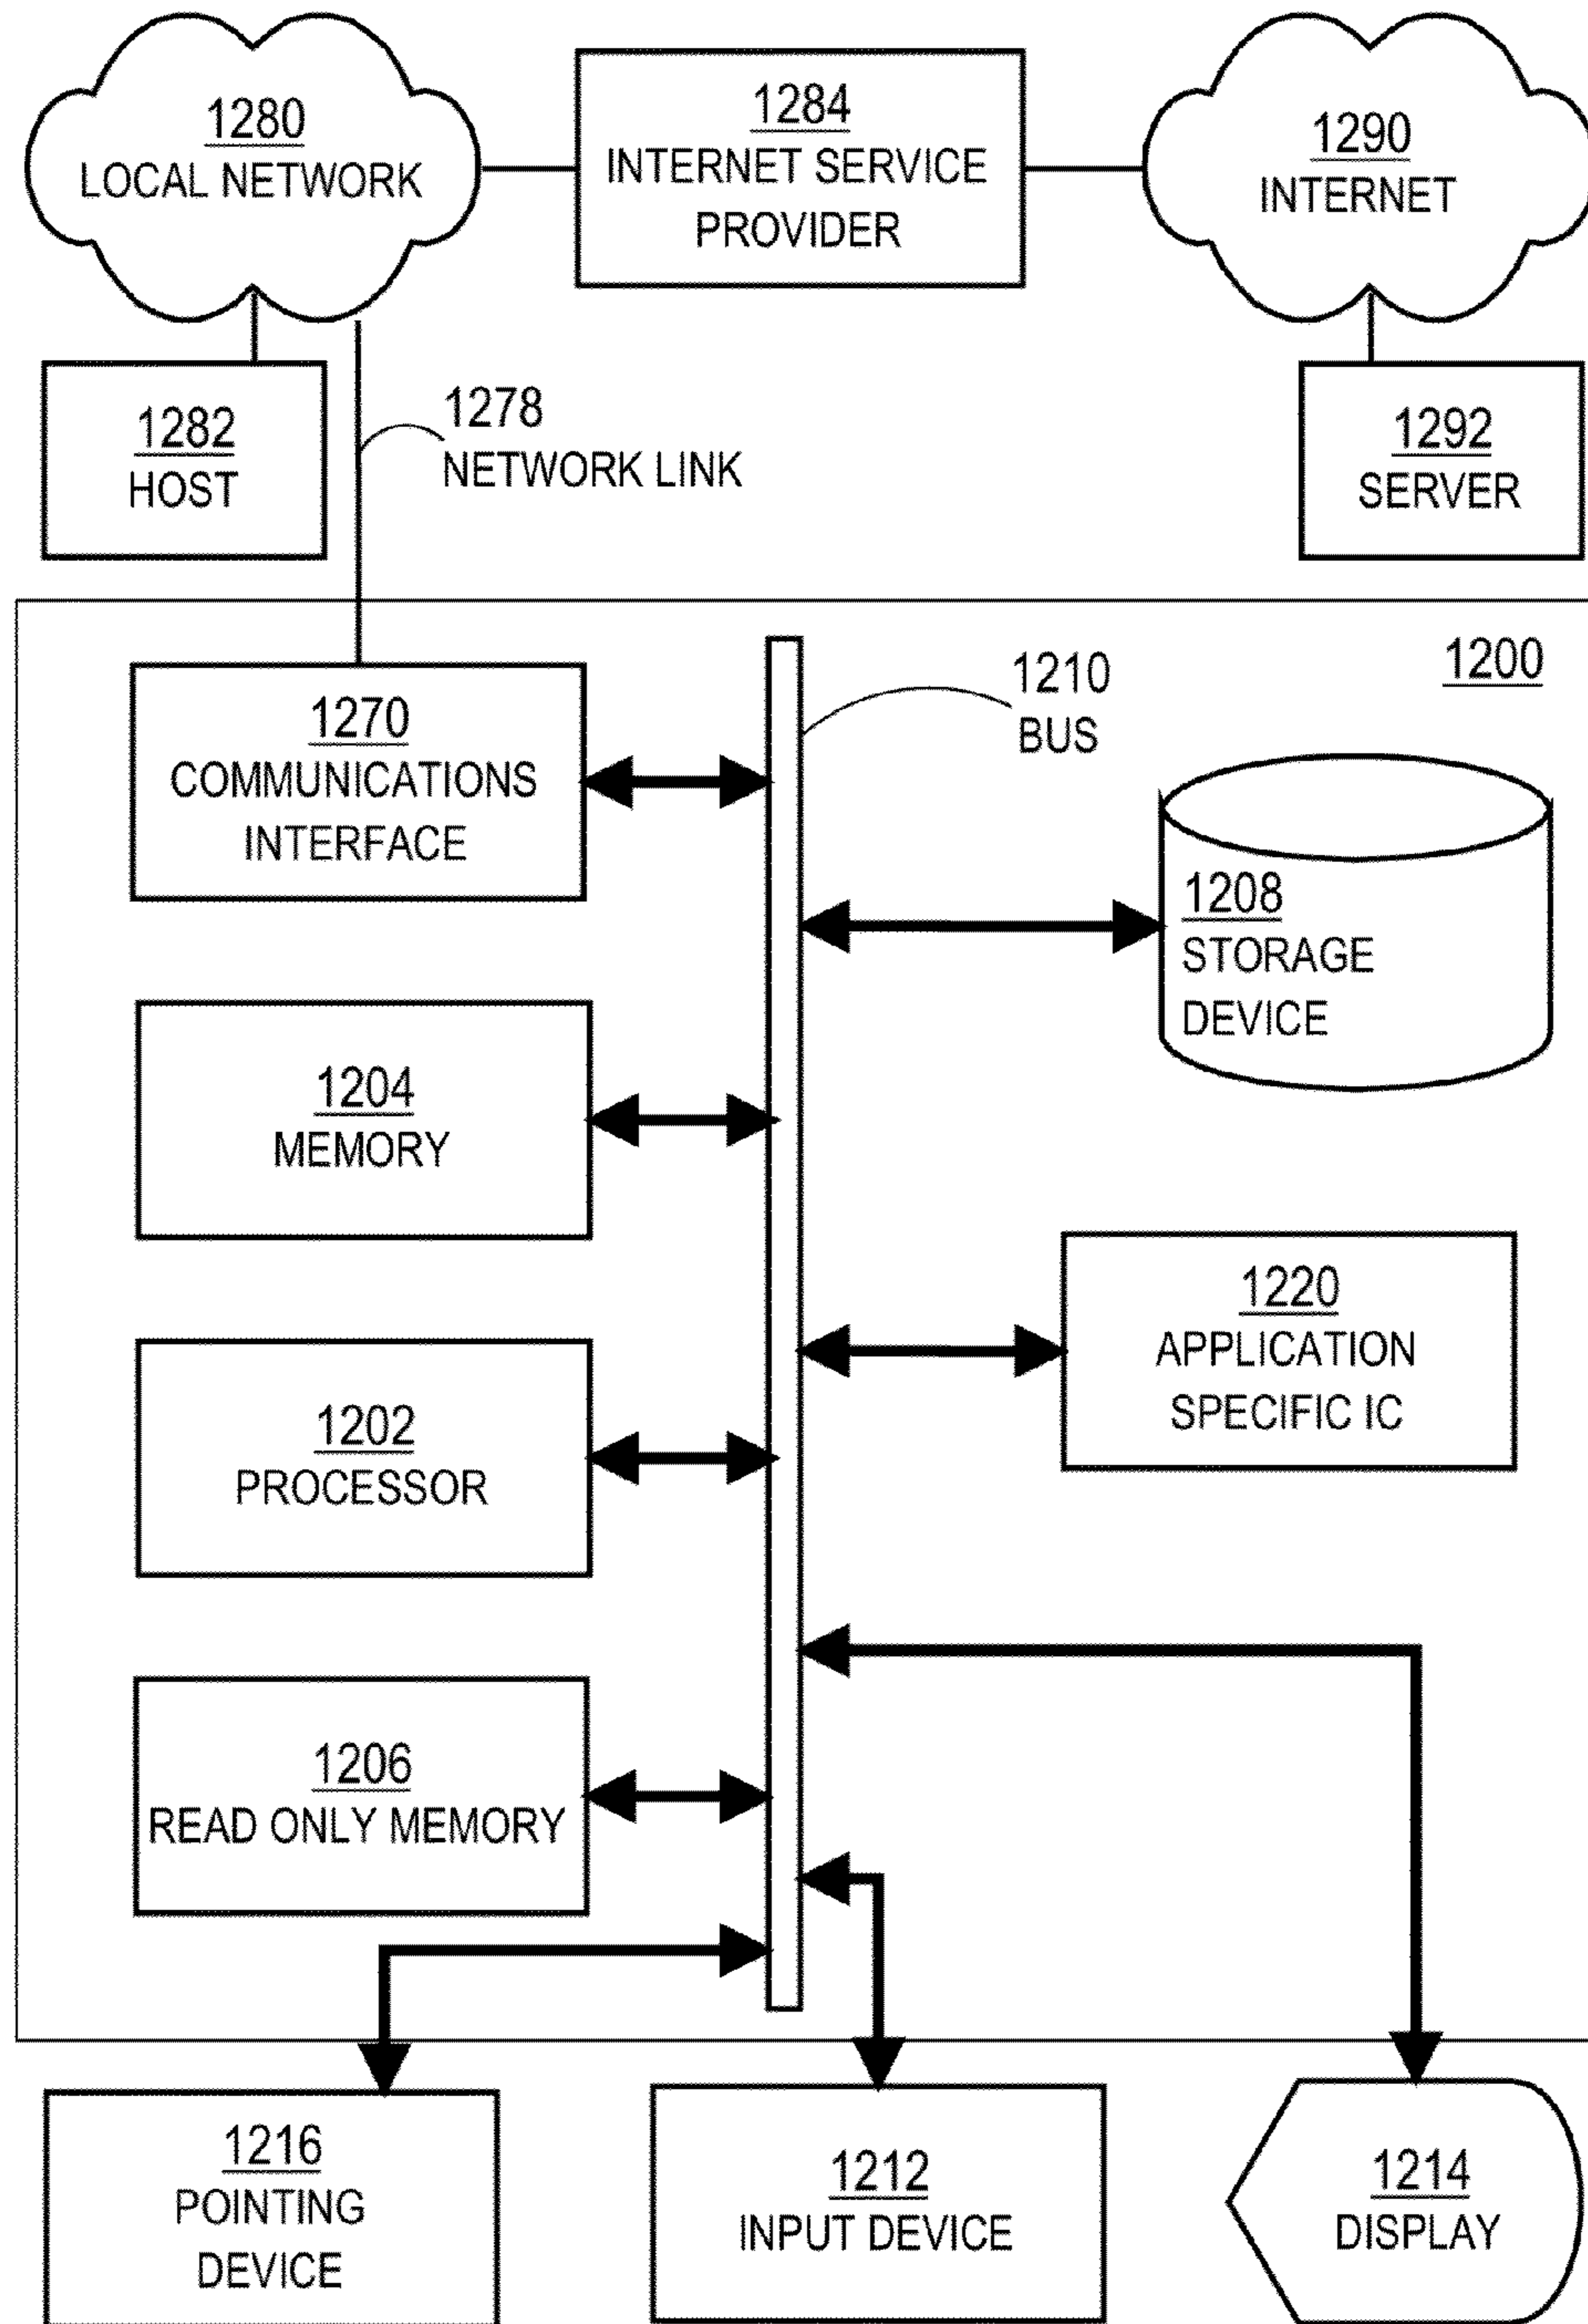 1280
LOCAL NETWORK
1284
INTERNET SERVICE
PROVIDER
1290
INTERNET
1282
HOST
1278
NETWORK LINK
1292
SERVER
1200
1270
COMMUNICATIONS
INTERFACE
1210
BUS
1208
STORAGE
DEVICE
1204
MEMORY
1220
APPLICATION
SPECIFIC IC
1202
PROCESSOR
1206
READ ONLY MEMORY
1216
POINTING
DEVICE
1212
INPUT DEVICE
1214
DISPLAY